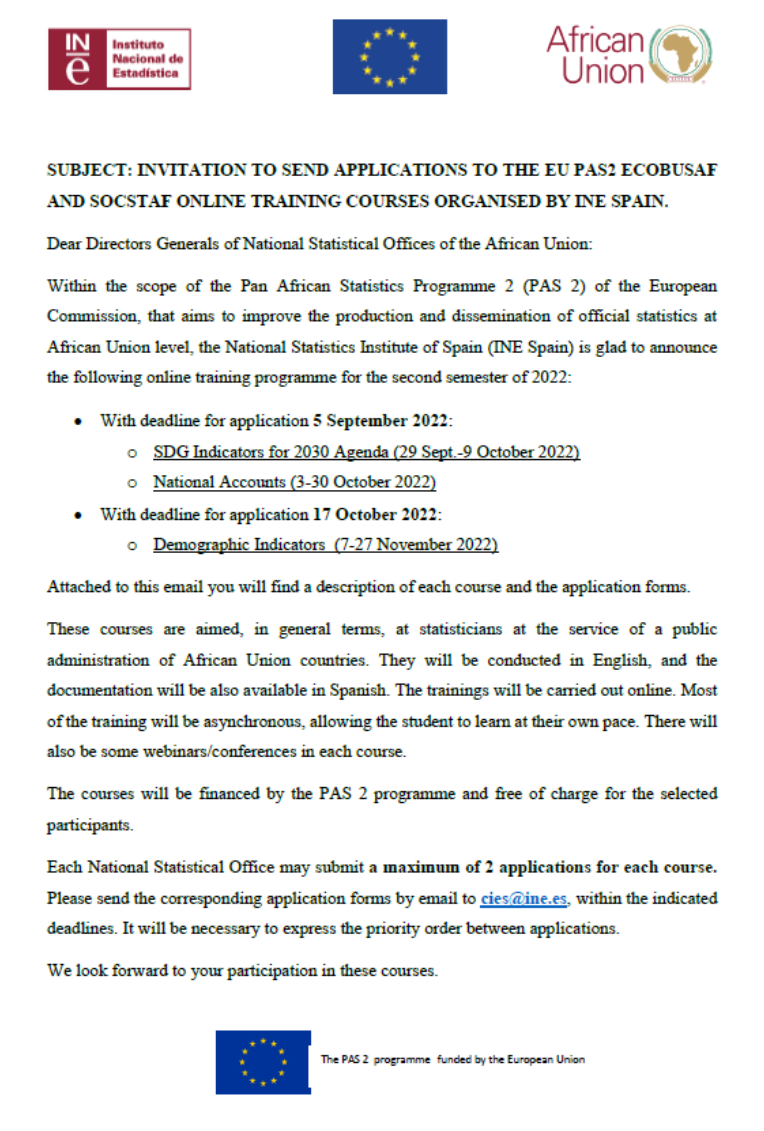 INe Instituto
Nacional de
Estadística
African
Union
SUBJECT: INVITATION TO SEND APPLICATIONS TO THE EU PAS2 ECOBUSAF
AND SOCSTAF ONLINE TRAINING COURSES ORGANISED BY INE SPAIN.
Dear Directors Generals of National Statistical Offices of the African Union:
Within the scope of the Pan African Statistics Programme 2 (PAS 2) of the European
Commission, that aims to improve the production and dissemination of official statistics at
African Union level, the National Statistics Institute of Spain (INE Spain) is glad to announce
the following online training programme for the second semester of 2022:
• With deadline for application 5 September 2022:
o SDG Indicators for 2030 Agenda (29 Sept.-9 October 2022)
o National Accounts (3-30 October 2022)
• With deadline for application 17 October 2022:
o Demographic Indicators (7-27 November 2022)
Attached to this email you will find a description of each course and the application forms.
These courses are aimed, in general terms, at statisticians at the service of a public
administration of African Union countries. They will be conducted in English, and the
documentation will be also available in Spanish. The trainings will be carried out online. Most
of the training will be asynchronous, allowing the student to learn at their own pace. There will
also be some webinars/conferences in each course.
The courses will be financed by the PAS 2 programme and free of charge for the selected
participants.
Each National Statistical Office may submit a maximum of 2 applications for each course.
Please send the corresponding application forms by email to cies@ine.es, within the indicated
deadlines. It will be necessary to express the priority order between applications.
We look forward to your participation in these courses.
The PAS 2 programme funded by the European Union